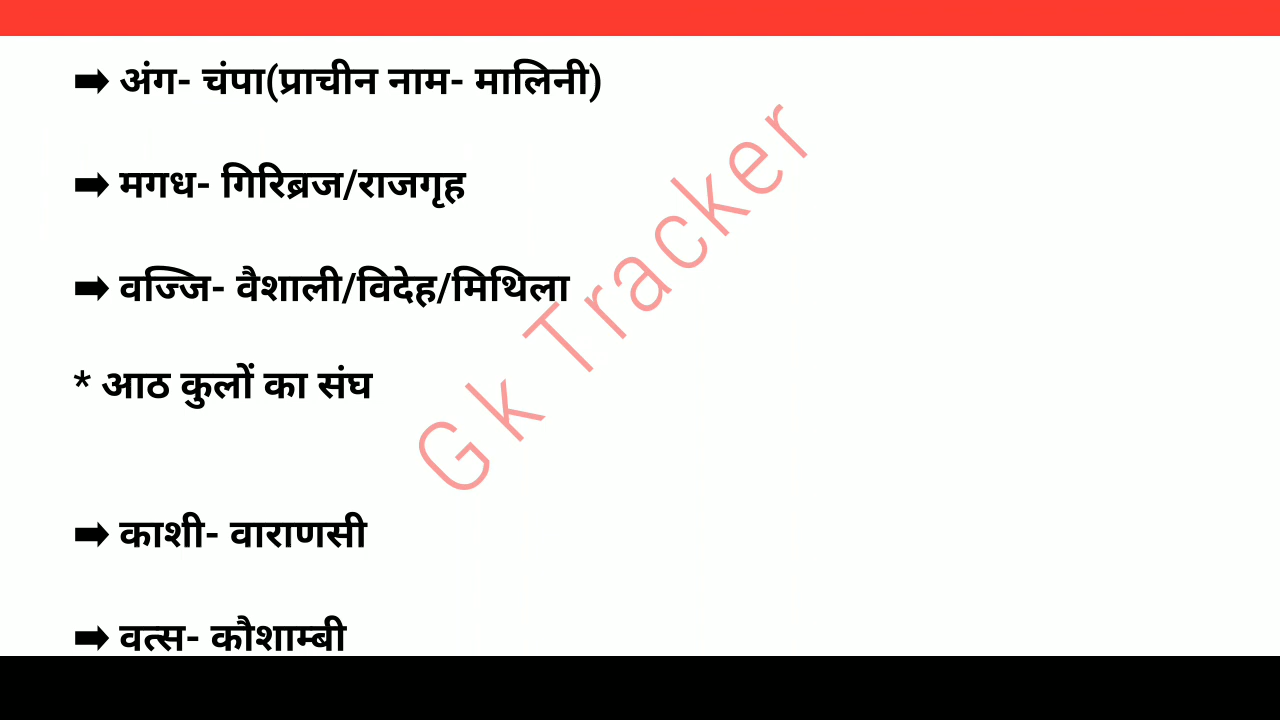 ➡ अंग- चंपा(प्राचीन नाम- मालिनी)
➡ मगध- गिरिब्रज/राजगृह
➡ वज्जि- वैशाली/विदेह/मिथिला
* आठ कुलों का संघ
➡ काशी- वाराणसी
➡ वत्स- कौशाम्बी
Gk Tracker